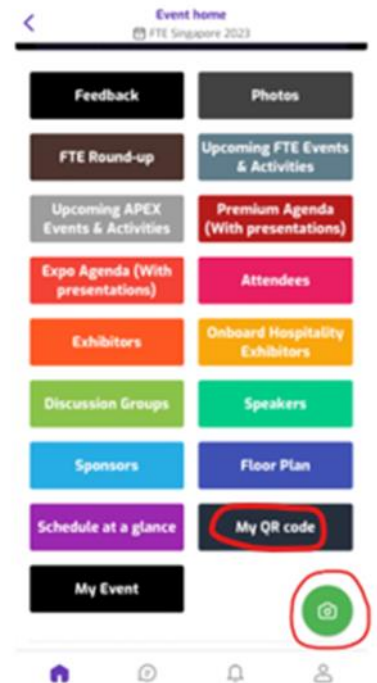 Event home
FTE Singapore 2023
Feedback
Photos
FTE Round-up
Upcoming FTE Events
& Activities
Upcoming APEX
Events & Activities
Premium Agenda
(With presentations)
Expo Agenda (With
presentations)
Attendees
Exhibitors
Onboard Hospitality
Exhibitors
Discussion Groups
Speakers
Sponsors
Floor Plan
Schedule at a glance
My QR code
My Event